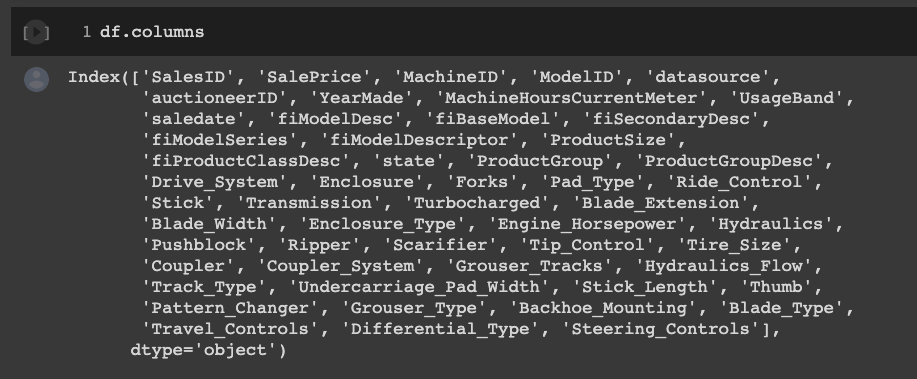 [ ] 1 df.columns
Index(['SalesID', 'SalePrice', 'MachineID', 'ModelID', 'datasource',
'auctioneerID', 'YearMade', 'MachineHoursCurrentMeter', 'UsageBand',
'saledate', 'fiModelDesc', 'fiBaseModel', 'fiSecondaryDesc',
'fiModelSeries', 'fiModelDescriptor', 'ProductSize',
'fiProductClassDesc', 'state', 'ProductGroup', 'ProductGroupDesc',
'Drive_System', 'Enclosure', 'Forks', 'Pad_Type', 'Ride_Control',
'Stick', 'Transmission', 'Turbocharged', 'Blade_Extension',
'Blade_Width', 'Enclosure_Type', 'Engine_Horsepower', 'Hydraulics',
'Pushblock', 'Ripper', 'Scarifier', 'Tip_Control', 'Tire_Size',
'Coupler', 'Coupler_System', 'Grouser_Tracks', 'Hydraulics_Flow',
'Track_Type', 'Undercarriage_Pad_Width', 'Stick_Length', 'Thumb',
'Pattern_Changer', 'Grouser_Type', 'Backhoe_Mounting', 'Blade_Type',
'Travel_Controls', 'Differential_Type', 'Steering_Controls'],
dtype='object')